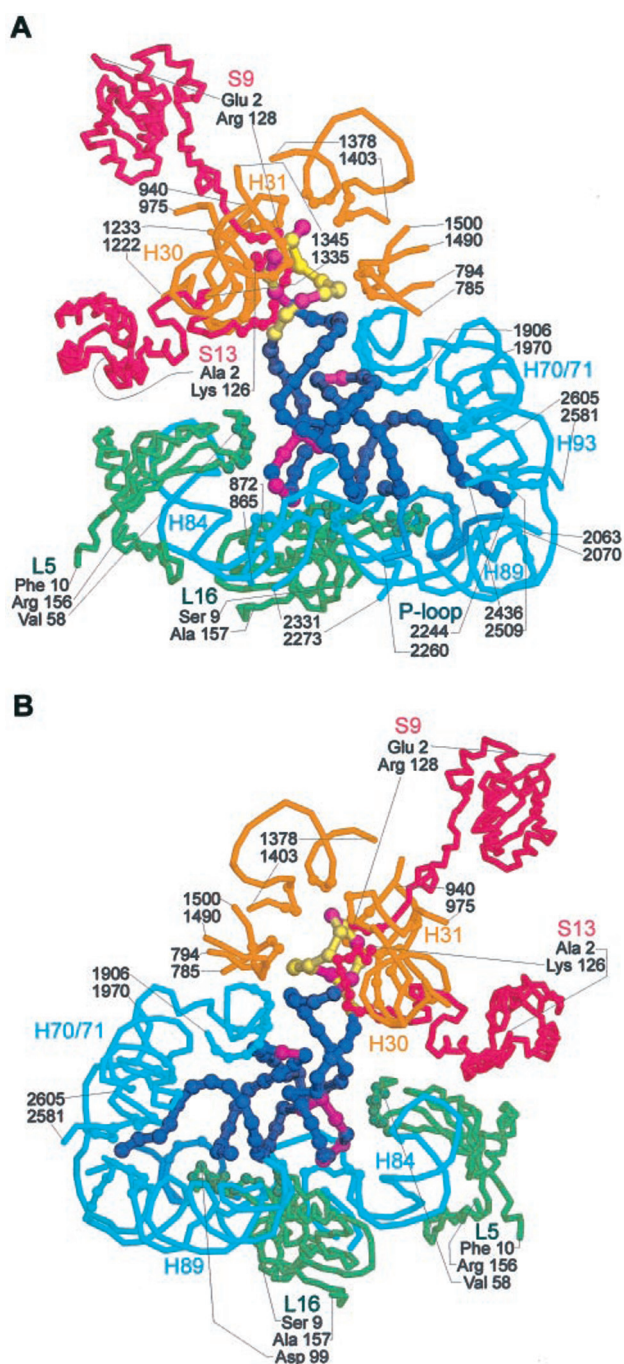 A
S9
Glu 2
Arg 128
1378
1403
940
975
H31
1500
1490
1233
1222
H30
1345
1335
794
785
S13
Ala 2
Lys 126
1906
1970
H70/71
2605
2581
H93
872
865
H84
2063
2070
H89
L5
Phe 10
Arg 156
Val 58
L16
Ser 9
Ala 157
2331
2273
P-loop
2244
2260
2436
2509
B
S9
Glu 2
Arg 128
1378
1403
1500
1490
940
975
H31
S13
Ala 2
Lys 126
794
785
1906
1970
H30
H70/71
2605
2581
H84
H89
L5
Phe 10
Arg 156
Val 58
L16
Ser 9
Ala 157
Asp 99